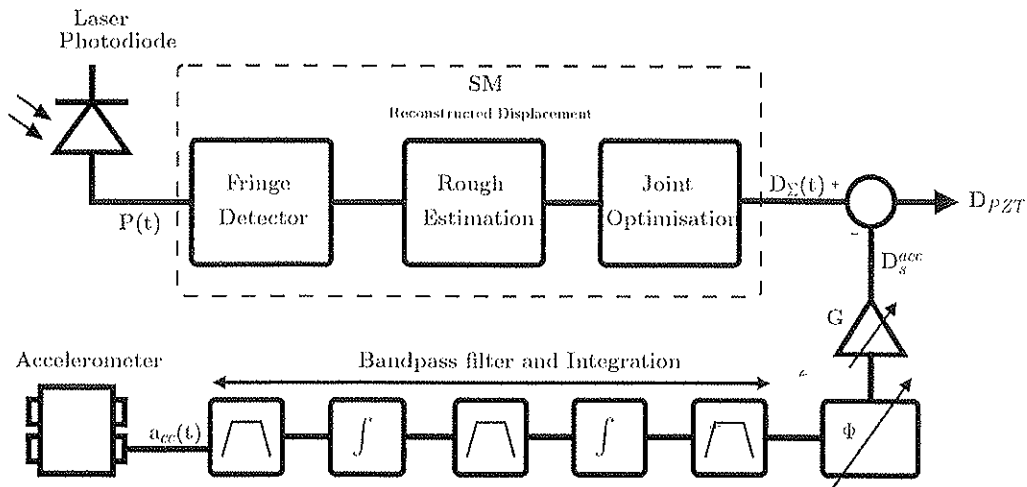 Laser
Photodiode
SM
Reconstructed Displacement
Fringe
Detector
Rough
Estimation
Joint
Optimisation
P(t)
D_Σ(t) +
D_PZT
-
D_s^acc
G
Accelerometer
Bandpass filter and Integration
a_cc(t)
∫
∫
Φ